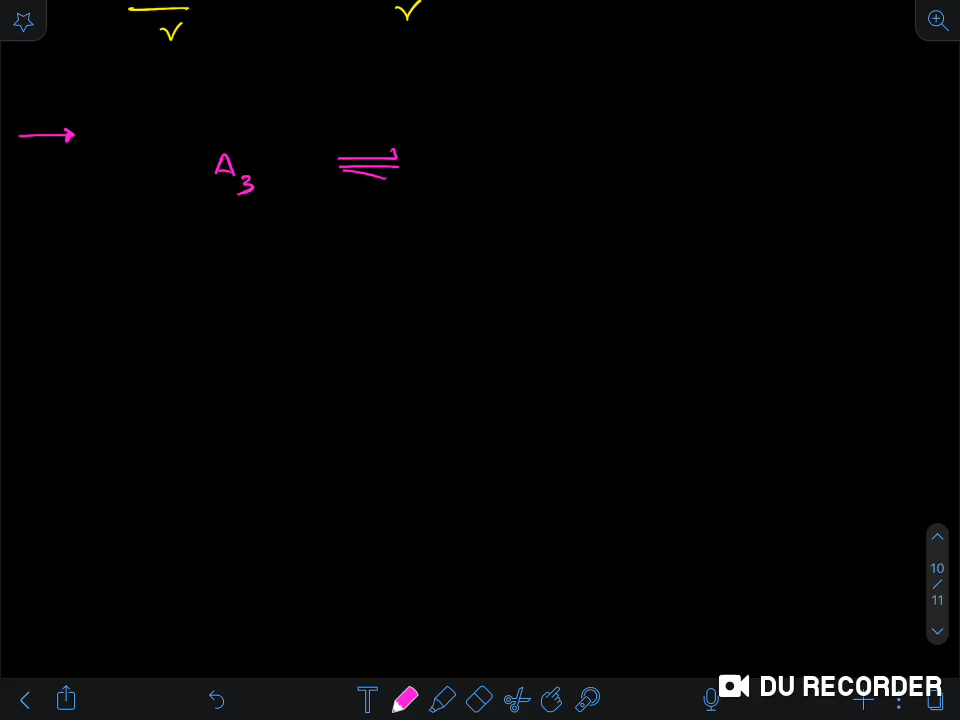 √ √
→
A₃ ⇌
10
/
11
T
DU RECORDER